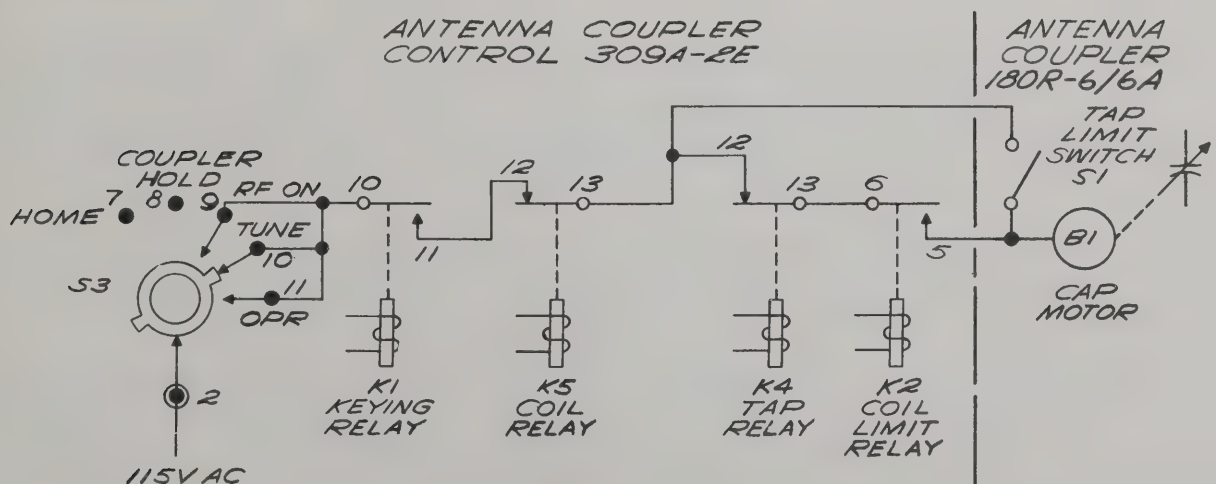 ANTENNA COUPLER
CONTROL 309A-2E
ANTENNA
COUPLER
180R-6/6A
TAP
LIMIT
SWITCH
S1
COUPLER
HOLD
HOME
7
8
9
RF ON
10
TUNE
10
11
OPR
S3
2
115V AC
11
12
13
12
13
6
5
B1
CAP
MOTOR
K1
KEYING
RELAY
K5
COIL
RELAY
K4
TAP
RELAY
K2
COIL
LIMIT
RELAY